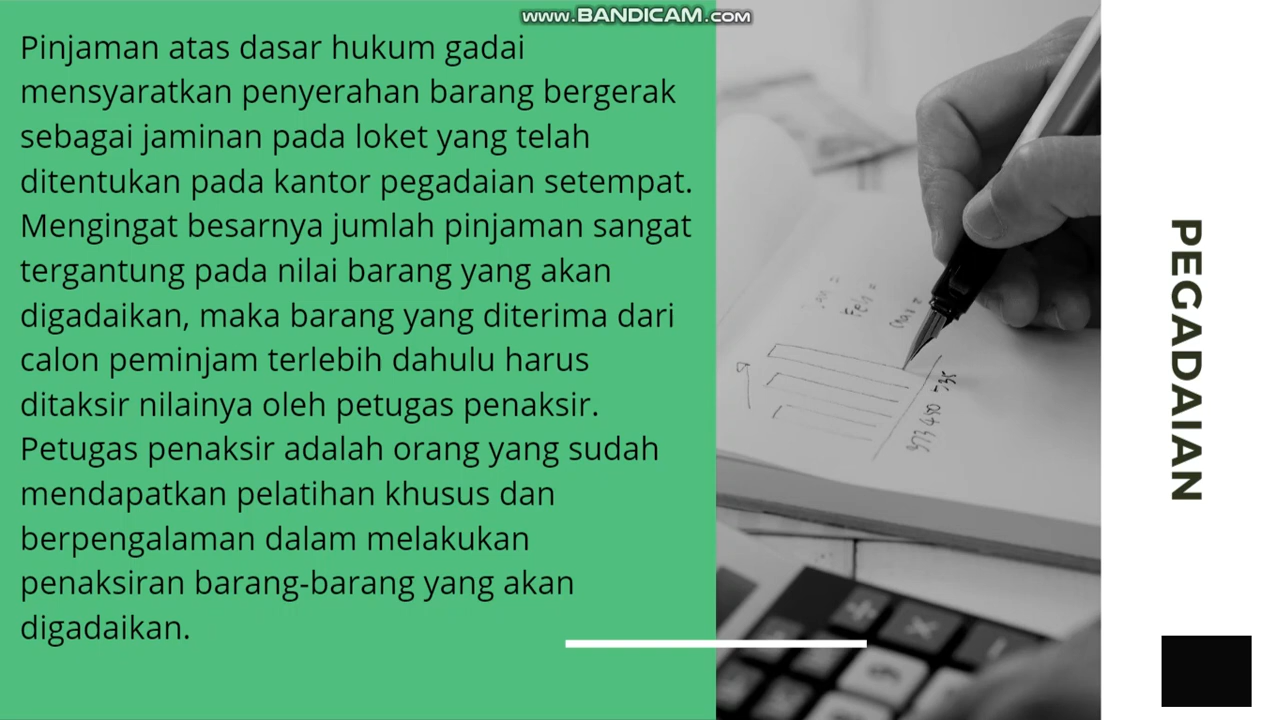 www.BANDICAM.com
Pinjaman atas dasar hukum gadai
mensyaratkan penyerahan barang bergerak
sebagai jaminan pada loket yang telah
ditentukan pada kantor pegadaian setempat.
Mengingat besarnya jumlah pinjaman sangat
tergantung pada nilai barang yang akan
digadaikan, maka barang yang diterima dari
calon peminjam terlebih dahulu harus
ditaksir nilainya oleh petugas penaksir.
Petugas penaksir adalah orang yang sudah
mendapatkan pelatihan khusus dan
berpengalaman dalam melakukan
penaksiran barang-barang yang akan
digadaikan.
PEGADAIAN